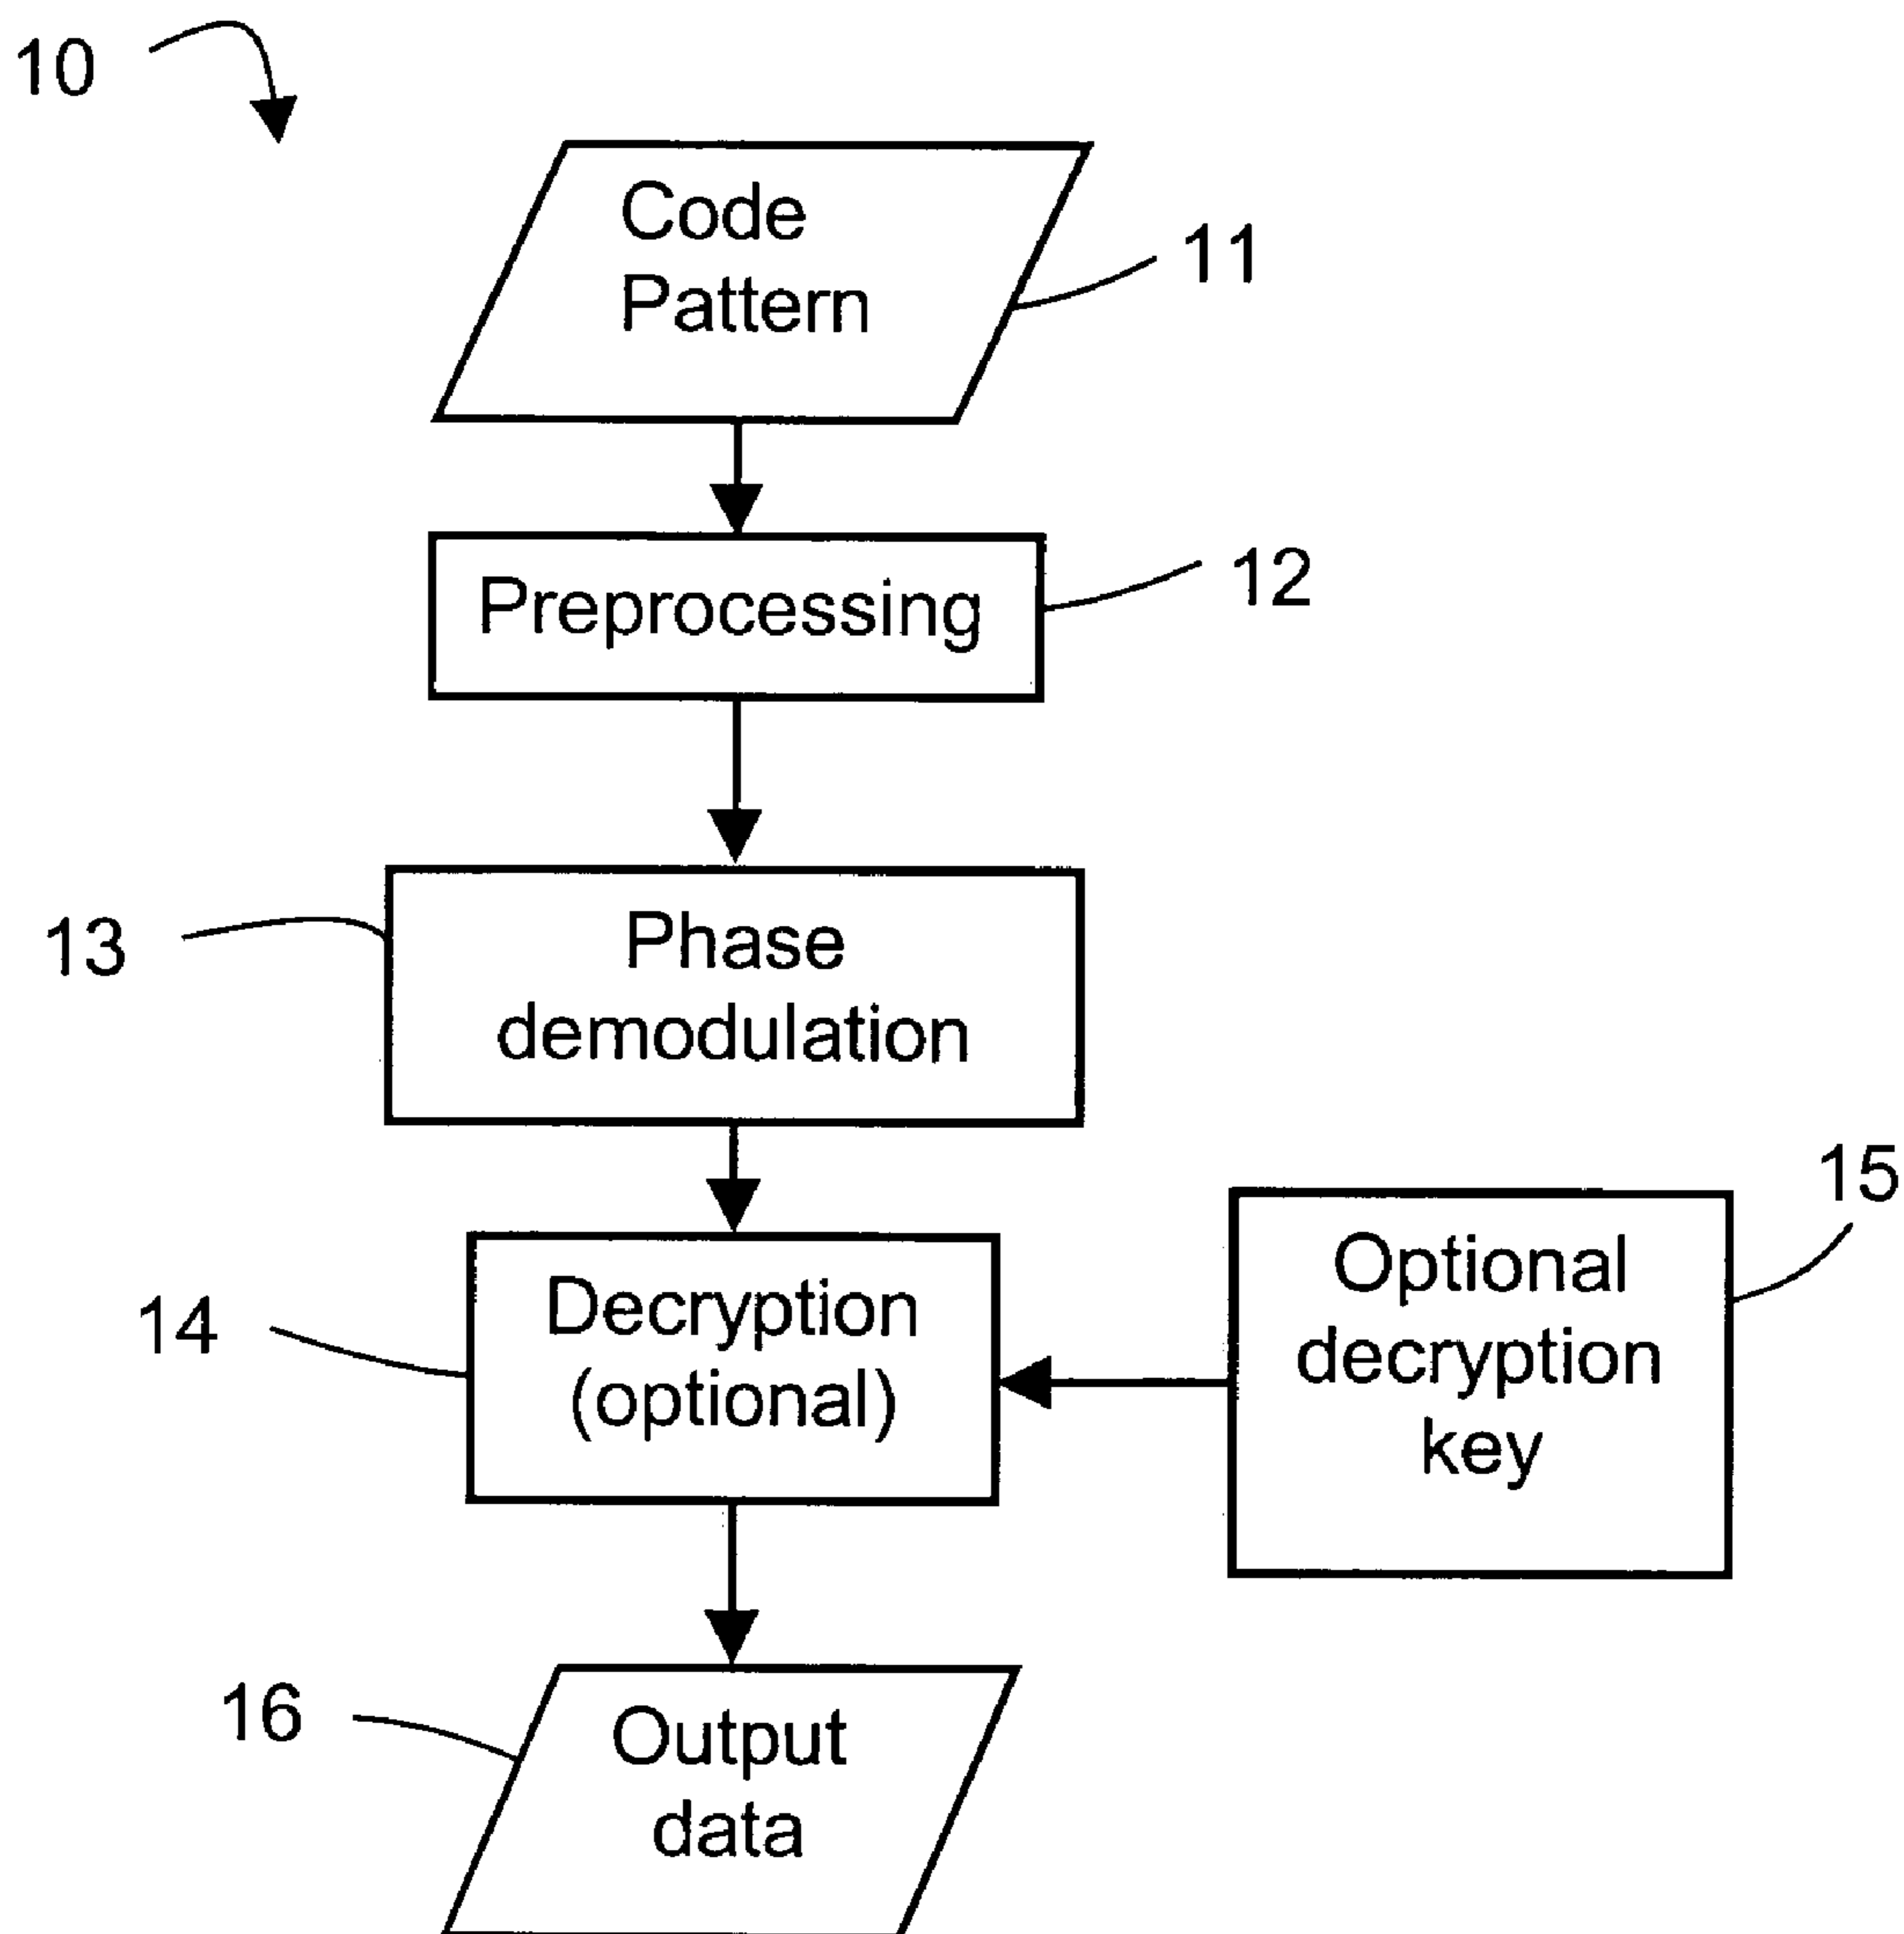 10
Code
Pattern
11
Preprocessing
12
13
Phase
demodulation
14
Decryption
(optional)
15
Optional
decryption
key
16
Output
data